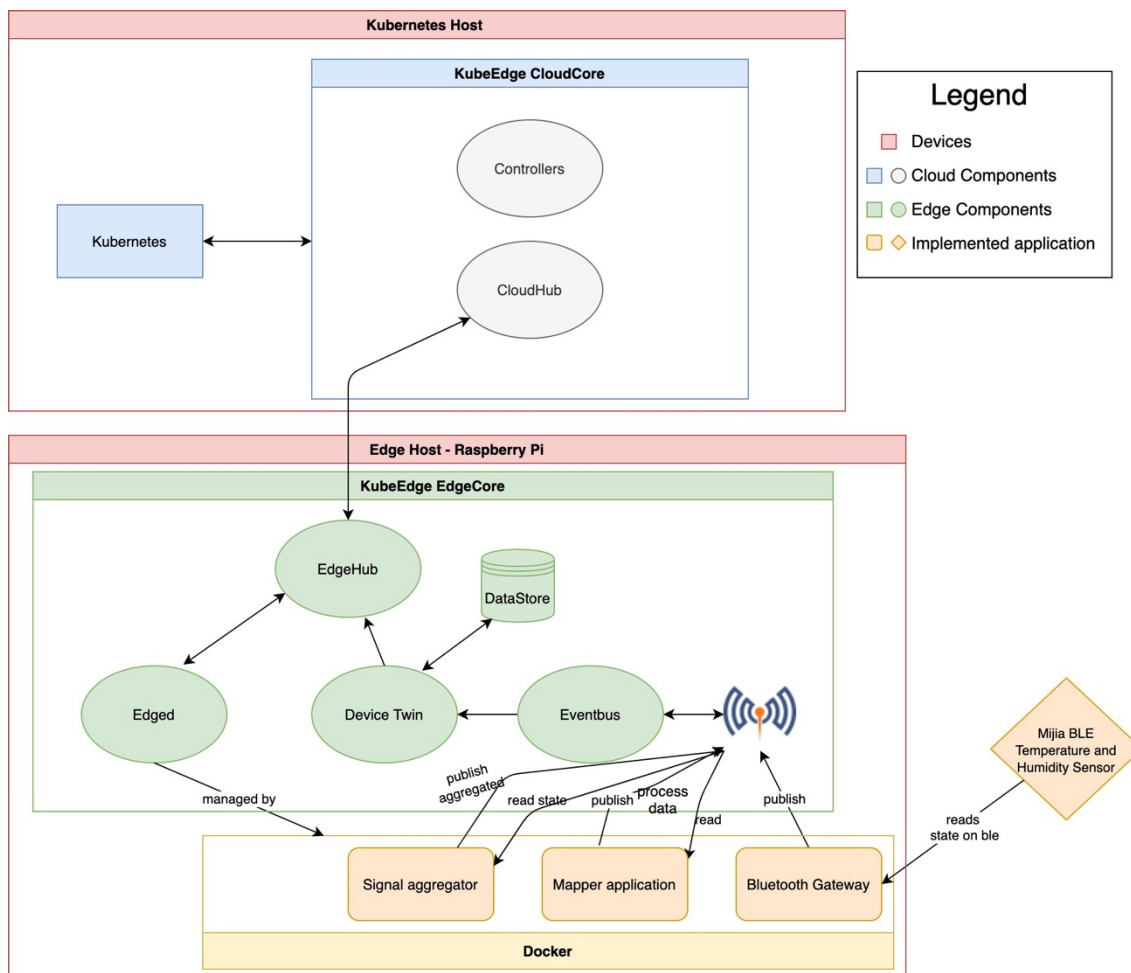 Kubernetes Host
KubeEdge CloudCore
Controllers
Kubernetes
CloudHub
Legend
Devices
Cloud Components
Edge Components
Implemented application
Edge Host - Raspberry Pi
KubeEdge EdgeCore
EdgeHub
DataStore
Edged
Device Twin
Eventbus
Mijia BLE
Temperature and
Humidity Sensor
publish
aggregated
managed by
read state
publish
process
data
read
publish
reads
state on ble
Signal aggregator
Mapper application
Bluetooth Gateway
Docker